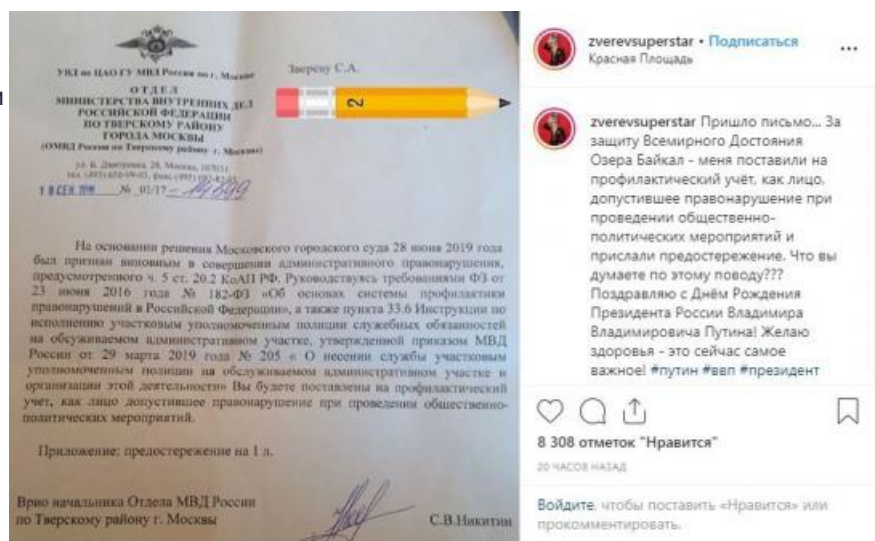 и
УВД по ЦАО ГУ МВД России по г. Москве
ОТДЕЛ
МИНИСТЕРСТВА ВНУТРЕННИХ ДЕЛ
РОССИЙСКОЙ ФЕДЕРАЦИИ
ПО ТВЕРСКОМУ РАЙОНУ
ГОРОДА МОСКВЫ
(ОМВД России по Тверскому району г. Москвы)
ул. Б. Дмитровка, 28, Москва, 107031
18 СЕН 2019 № 01/17 - 14899
Звереву С.А.
2
На основании решения Московского городского суда 28 июня 2019 года
был признан виновным в совершении административного правонарушения,
предусмотренного ч. 5 ст. 20.2 КоАП РФ. Руководствуясь требованиями ФЗ от
23 июня 2016 года № 182-ФЗ «Об основах системы профилактики
правонарушений в Российской Федерации», а также пункта 33.6 Инструкции по
исполнению участковым уполномоченным полиции служебных обязанностей
на обслуживаемом административном участке, утвержденной приказом МВД
России от 29 марта 2019 года № 205 « О несении службы участковым
уполномоченным полиции на обслуживаемом административном участке и
организации этой деятельности» Вы будете поставлены на профилактический
учет, как лицо допустившее правонарушение при проведении общественно-
политических мероприятий.
Приложение: предостережение на 1 л.
Врио начальника Отдела МВД России
по Тверскому району г. Москвы
С.В.Никитин
zverevsuperstar • Подписаться
Красная Площадь
zverevsuperstar Пришло письмо... За
защиту Всемирного Достояния
Озера Байкал - меня поставили на
профилактический учёт, как лицо,
допустившее правонарушение при
проведении общественно-
политических мероприятий и
прислали предостережение. Что вы
думаете по этому поводу???
Поздравляю с Днём Рождения
Президента России Владимира
Владимировича Путина! Желаю
здоровья - это сейчас самое
важное! #путин #ввп #президент
8 308 отметок "Нравится"
20 ЧАСОВ НАЗАД
Войдите, чтобы поставить «Нравится» или
прокомментировать.